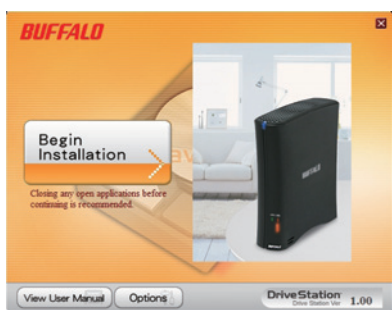 BUFFALO
Begin
Installation
Closing any open applications before
continuing is recommended.
BUFFALO
View User Manual
Options
DriveStation
Drive Station Ver 1.00